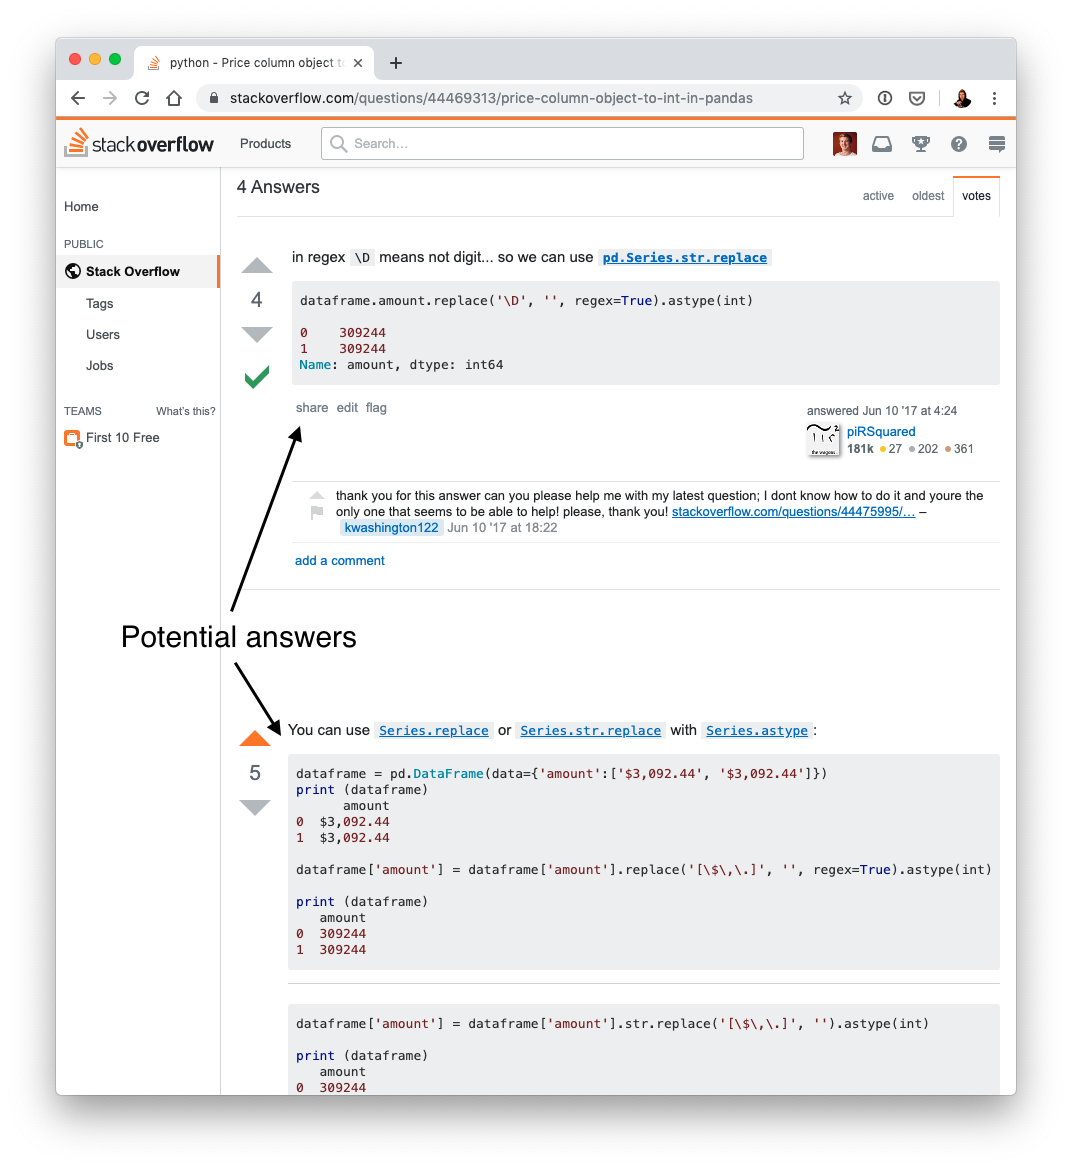 python - Price column object to
stackoverflow.com/questions/44469313/price-column-object-to-int-in-pandas
stackoverflow
Products
Search...
4 Answers
active oldest votes
Home
PUBLIC
Stack Overflow
Tags
Users
Jobs
TEAMS What's this?
First 10 Free
in regex \D means not digit... so we can use pd.Series.str.replace
4
dataframe.amount.replace('\D', '', regex=True).astype(int)
0    309244
1    309244
Name: amount, dtype: int64
share edit flag
answered Jun 10 '17 at 4:24
piRSquared
181k 27 202 361
thank you for this answer can you please help me with my latest question; I dont know how to do it and youre the
only one that seems to be able to help! please, thank you! stackoverflow.com/questions/44475995/… –
kwashington122 Jun 10 '17 at 18:22
add a comment
Potential answers
You can use Series.replace or Series.str.replace with Series.astype :
5
dataframe = pd.DataFrame(data={'amount':['$3,092.44', '$3,092.44']})
print (dataframe)
      amount
0  $3,092.44
1  $3,092.44
dataframe['amount'] = dataframe['amount'].replace('[\$\,\.]', '', regex=True).astype(int)
print (dataframe)
   amount
0  309244
1  309244
dataframe['amount'] = dataframe['amount'].str.replace('[\$\,\.]', '').astype(int)
print (dataframe)
   amount
0  309244